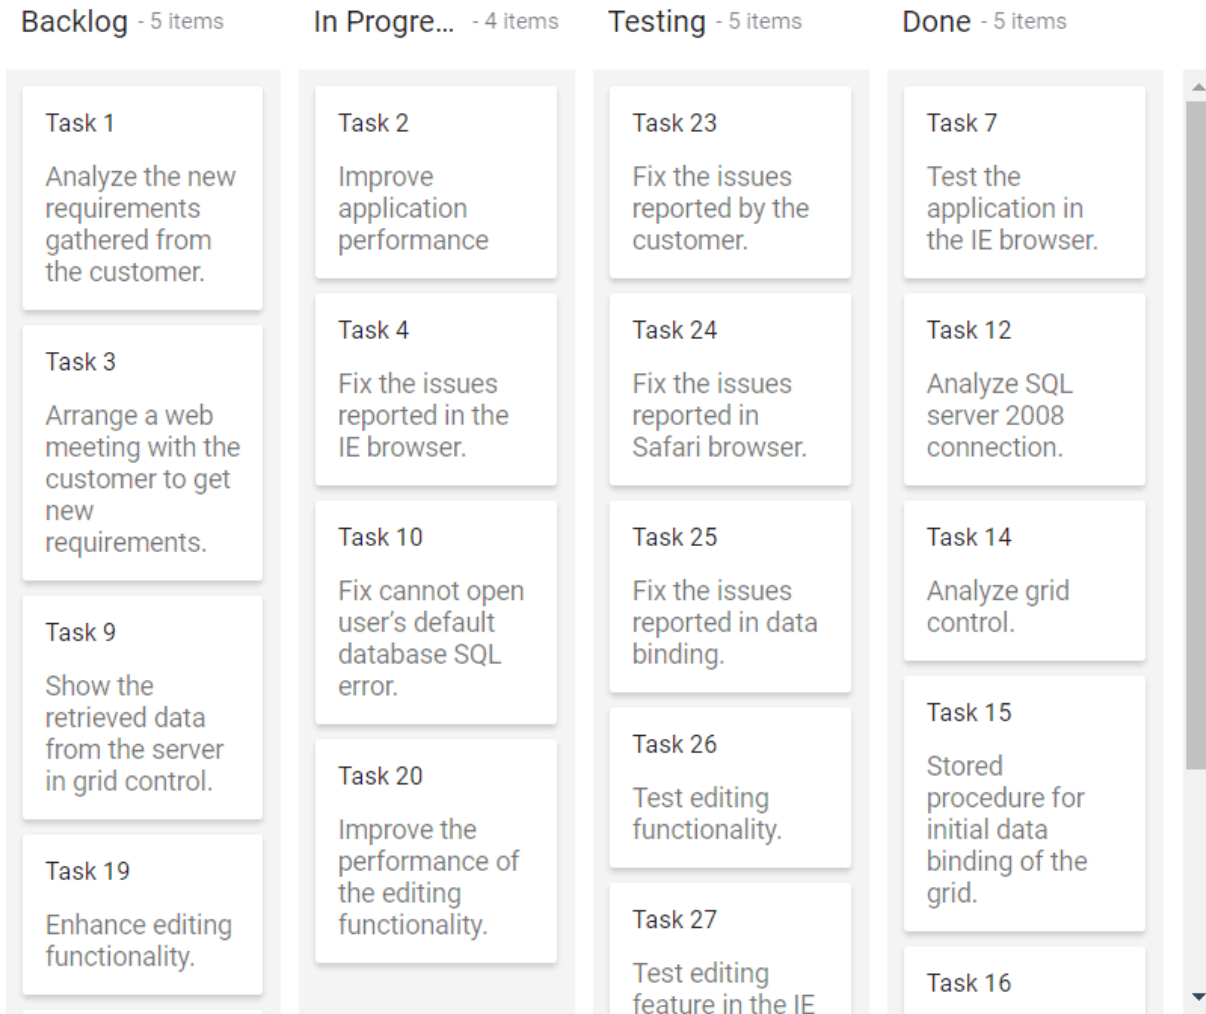 Backlog - 5 items
In Progre... - 4 items
Testing - 5 items
Done - 5 items
Task 1
Analyze the new
requirements
gathered from
the customer.
Task 3
Arrange a web
meeting with the
customer to get
new
requirements.
Task 9
Show the
retrieved data
from the server
in grid control.
Task 19
Enhance editing
functionality.
Task 2
Improve
application
performance
Task 4
Fix the issues
reported in the
IE browser.
Task 10
Fix cannot open
user’s default
database SQL
error.
Task 20
Improve the
performance of
the editing
functionality.
Task 23
Fix the issues
reported by the
customer.
Task 24
Fix the issues
reported in
Safari browser.
Task 25
Fix the issues
reported in data
binding.
Task 26
Test editing
functionality.
Task 27
Test editing
feature in the IE
Task 7
Test the
application in
the IE browser.
Task 12
Analyze SQL
server 2008
connection.
Task 14
Analyze grid
control.
Task 15
Stored
procedure for
initial data
binding of the
grid.
Task 16